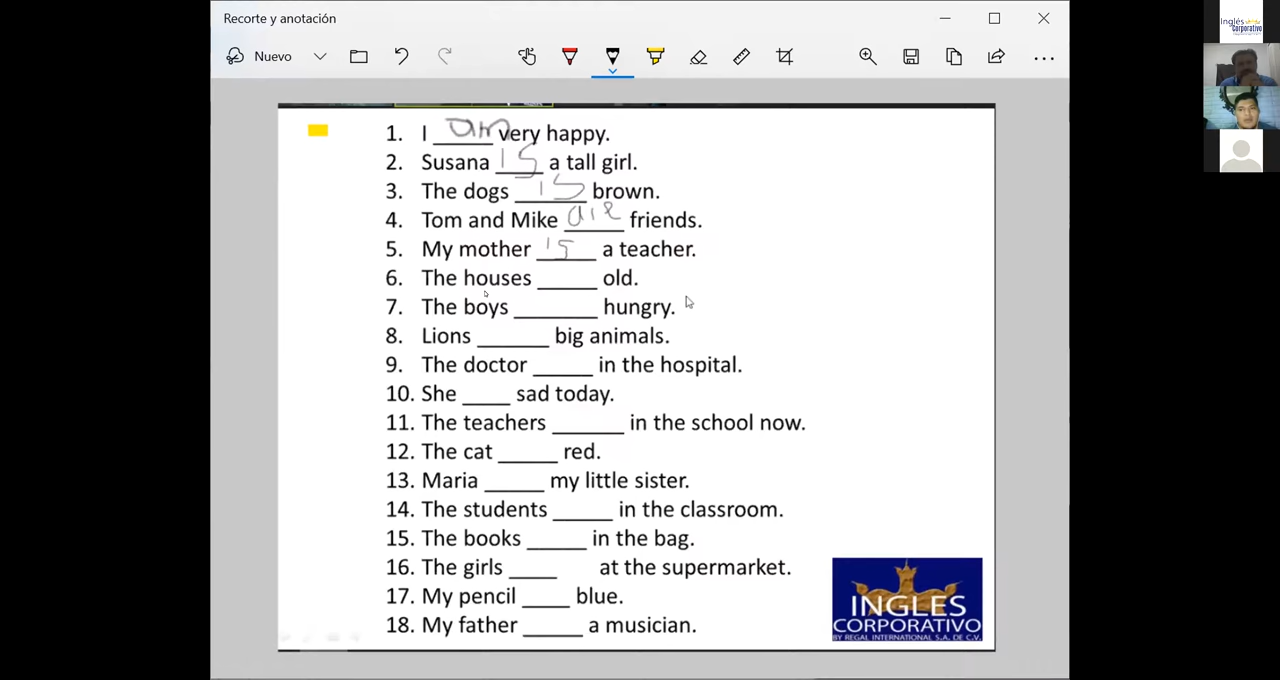 Recorte y anotación
Nuevo
1. I am very happy.
2. Susana is a tall girl.
3. The dogs is brown.
4. Tom and Mike are friends.
5. My mother is a teacher.
6. The houses ______ old.
7. The boys ________ hungry.
8. Lions _______ big animals.
9. The doctor ______ in the hospital.
10. She _____ sad today.
11. The teachers _______ in the school now.
12. The cat ______ red.
13. Maria ______ my little sister.
14. The students ______ in the classroom.
15. The books ______ in the bag.
16. The girls _____ at the supermarket.
17. My pencil _____ blue.
18. My father ______ a musician.
INGLES
CORPORATIVO
BY REGAL INTERNATIONAL S.A. DE C.V.
Inglés
Corporativo